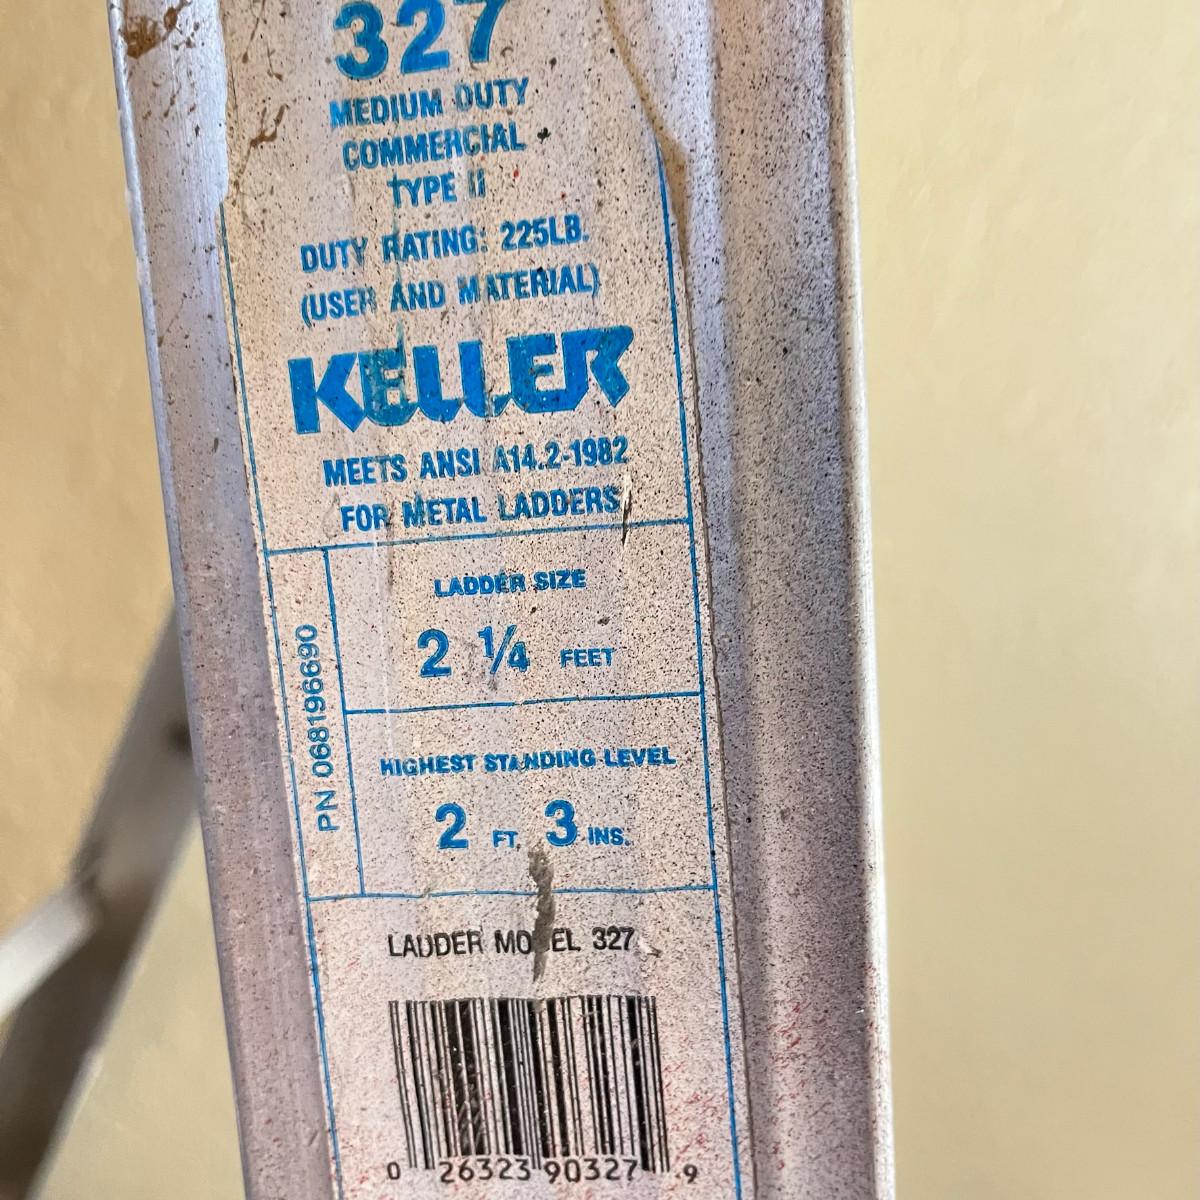 327
MEDIUM DUTY
COMMERCIAL
TYPE II
DUTY RATING: 225LB.
(USER AND MATERIAL)
KELLER
MEETS ANSI A14.2-1982
FOR METAL LADDERS
LADDER SIZE
2 1/4 FEET
PN 068196690
HIGHEST STANDING LEVEL
2 FT. 3 INS.
LADDER MODEL 327
0 26323 90327 9